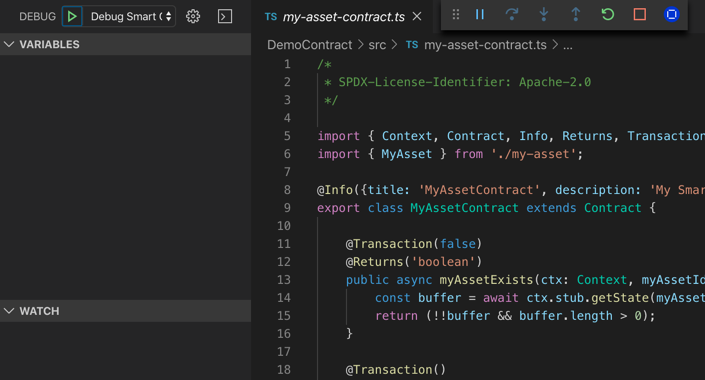 DEBUG Debug Smart
VARIABLES
WATCH
TS my-asset-contract.ts
DemoContract > src > TS my-asset-contract.ts > ...
1 /*
2 * SPDX-License-Identifier: Apache-2.0
3 */
4
5 import { Context, Contract, Info, Returns, Transaction
6 import { MyAsset } from './my-asset';
7
8 @Info({title: 'MyAssetContract', description: 'My Smar
9 export class MyAssetContract extends Contract {
10
11 @Transaction(false)
12 @Returns('boolean')
13 public async myAssetExists(ctx: Context, myAssetId
14 const buffer = await ctx.stub.getState(myAsset
15 return (!!buffer && buffer.length > 0);
16 }
17
18 @Transaction()